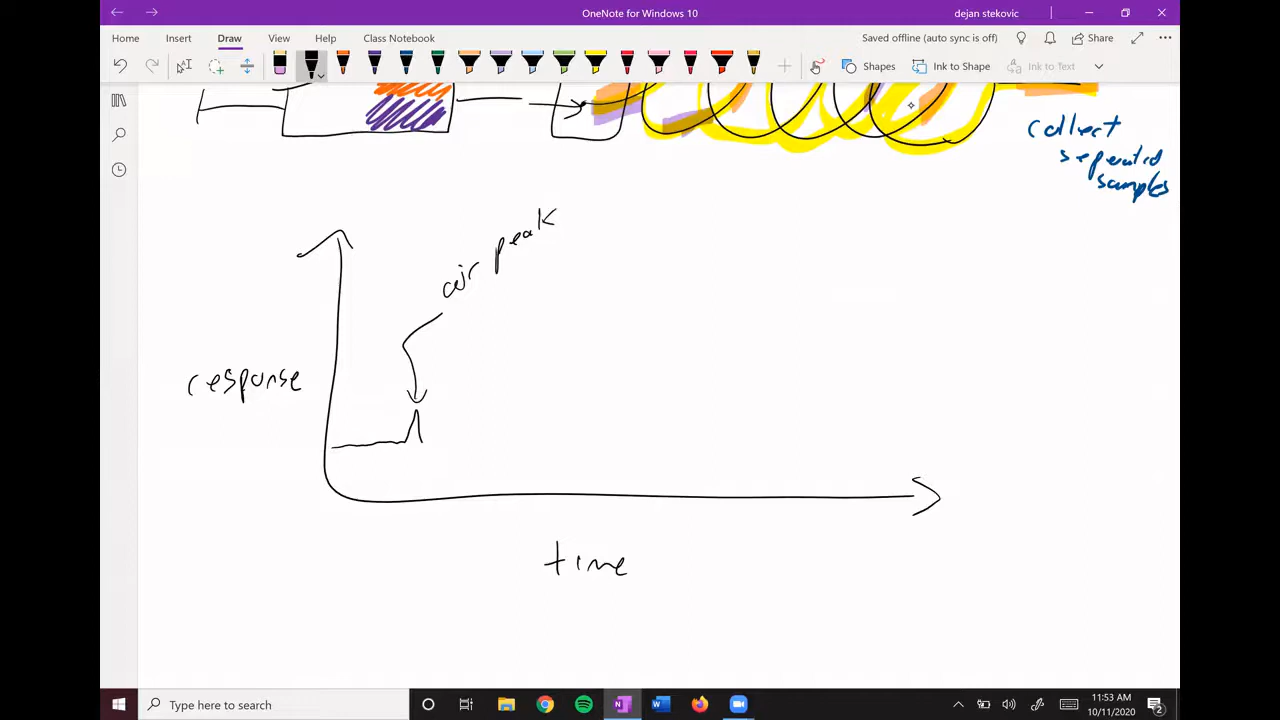 OneNote for Windows 10
dejan stekovic
Home Insert Draw View Help Class Notebook
Saved offline (auto sync is off) Share
Shapes Ink to Shape Ink to Text
collect
seperated
samples
air peak
response
time
Type here to search
11:53 AM
10/11/2020
2